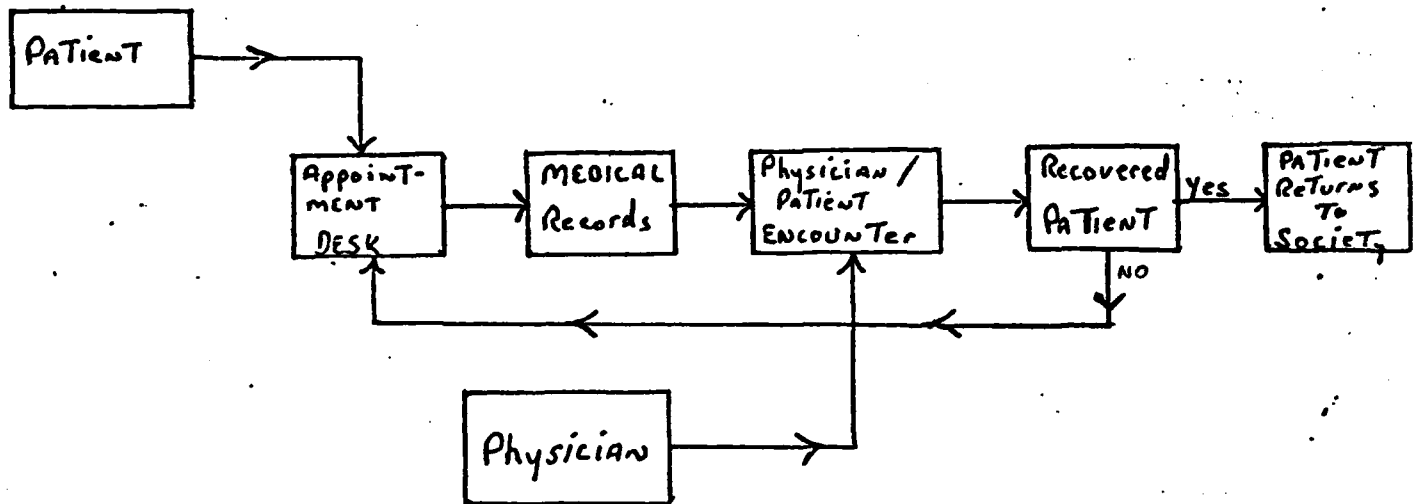 PATIENT
APPOINT-
MENT
DESK
MEDICAL
Records
Physician /
PATIENT
ENCOUNTER
Recovered
PATIENT
Yes
PATIENT
ReTURNS
To
SocieTy
NO
Physician